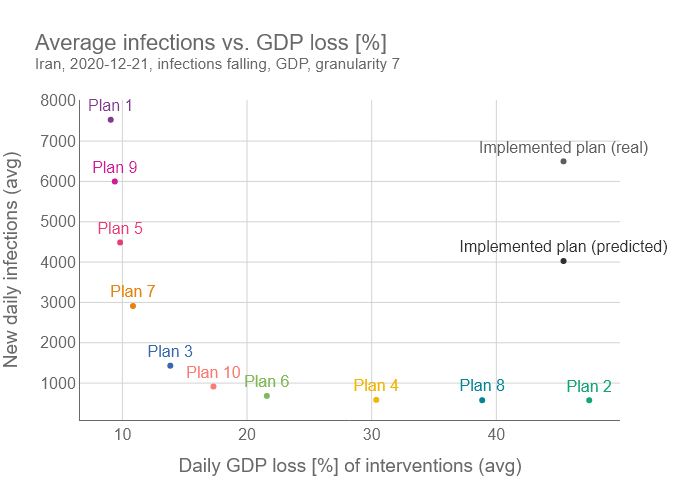 Average infections vs. GDP loss [%]
Iran, 2020-12-21, infections falling, GDP, granularity 7
8000
Plan 1
7000
Implemented plan (real)
6000
Plan 9
5000
Plan 5
4000
Implemented plan (predicted)
3000
Plan 7
2000
Plan 3
1000
Plan 10
Plan 6
Plan 4
Plan 8
Plan 2
10
20
30
40
New daily infections (avg)
Daily GDP loss [%] of interventions (avg)